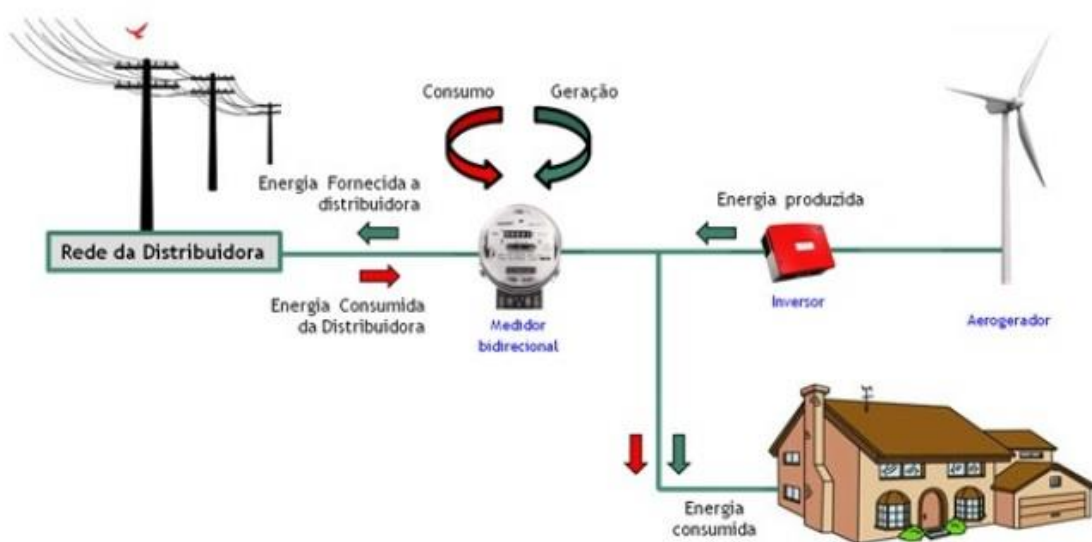 Consumo
Geração
Energia Fornecida a
distribuidora
Energia produzida
Rede da Distribuidora
Energia Consumida
da Distribuidora
Medidor
bidirecional
Inversor
Aerogerador
Energia
consumida